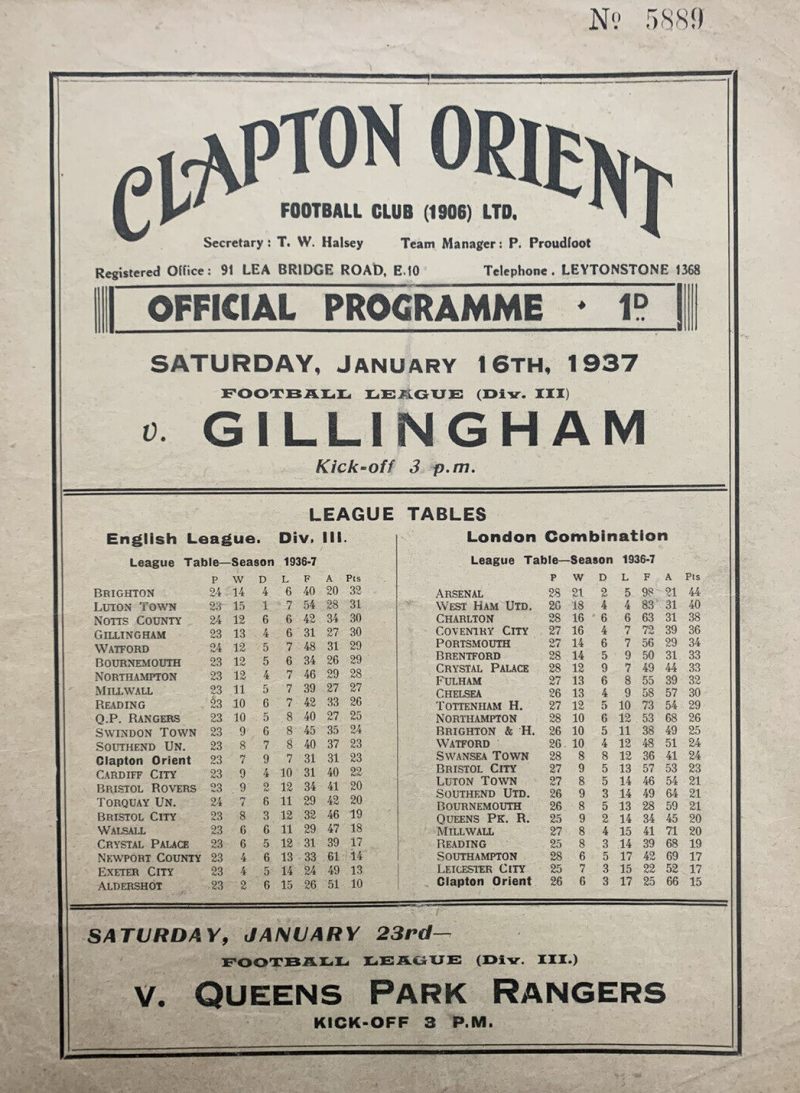 Nº 5889
CLAPTON ORIENT
FOOTBALL CLUB (1906) LTD.
Secretary: T. W. Halsey Team Manager: P. Proudfoot
Registered Office: 91 LEA BRIDGE ROAD, E.10 Telephone. LEYTONSTONE 1368
OFFICIAL PROGRAMME · 1D
SATURDAY, JANUARY 16TH, 1937
FOOTBALL LEAGUE (Div. III)
v. GILLINGHAM
Kick-off 3 p.m.
LEAGUE TABLES
English League. Div. III.
League Table—Season 1936-7
P W D L F A Pts
BRIGHTON 24 14 4 6 40 20 32
LUTON TOWN 23 15 1 7 54 28 31
NOTTS COUNTY 24 12 6 6 42 34 30
GILLINGHAM 23 13 4 6 31 27 30
WATFORD 24 12 5 7 48 31 29
BOURNEMOUTH 23 12 5 6 34 26 29
NORTHAMPTON 23 12 4 7 46 29 28
MILLWALL 23 11 5 7 39 27 27
READING 23 10 6 7 42 33 26
Q.P. RANGERS 23 10 5 8 40 27 25
SWINDON TOWN 23 9 6 8 45 35 24
SOUTHEND UN. 23 8 7 8 40 37 23
Clapton Orient 23 7 9 7 31 31 23
CARDIFF CITY 23 9 4 10 31 40 22
BRISTOL ROVERS 23 9 2 12 34 41 20
TORQUAY UN. 24 7 6 11 29 42 20
BRISTOL CITY 23 8 3 12 32 46 19
WALSALL 23 6 6 11 29 47 18
CRYSTAL PALACE 23 6 5 12 31 39 17
NEWPORT COUNTY 23 4 6 13 33 61 14
EXETER CITY 23 4 5 14 24 49 13
ALDERSHOT 23 2 6 15 26 51 10
London Combination
League Table—Season 1936-7
P W D L F A Pts
ARSENAL 28 21 2 5 98 21 44
WEST HAM UTD. 26 18 4 4 83 31 40
CHARLTON 28 16 6 6 63 31 38
COVENTRY CITY 27 16 4 7 72 39 36
PORTSMOUTH 27 14 6 7 56 29 34
BRENTFORD 28 14 5 9 50 31 33
CRYSTAL PALACE 28 12 9 7 49 44 33
FULHAM 27 13 6 8 55 39 32
CHELSEA 26 13 4 9 58 57 30
TOTTENHAM H. 27 12 5 10 73 54 29
NORTHAMPTON 28 10 6 12 53 68 26
BRIGHTON & H. 26 10 5 11 38 49 25
WATFORD 26 10 4 12 48 51 24
SWANSEA TOWN 28 8 8 12 36 41 24
BRISTOL CITY 27 9 5 13 57 53 23
LUTON TOWN 27 8 5 14 46 54 21
SOUTHEND UTD. 26 9 3 14 49 64 21
BOURNEMOUTH 26 8 5 13 28 59 21
QUEENS PK. R. 25 9 2 14 34 45 20
MILLWALL 27 8 4 15 41 71 20
READING 25 8 3 14 39 68 19
SOUTHAMPTON 28 6 5 17 42 69 17
LEICESTER CITY 25 7 3 15 22 52 17
Clapton Orient 26 6 3 17 25 66 15
SATURDAY, JANUARY 23rd—
FOOTBALL LEAGUE (Div. III.)
V. QUEENS PARK RANGERS
KICK-OFF 3 P.M.